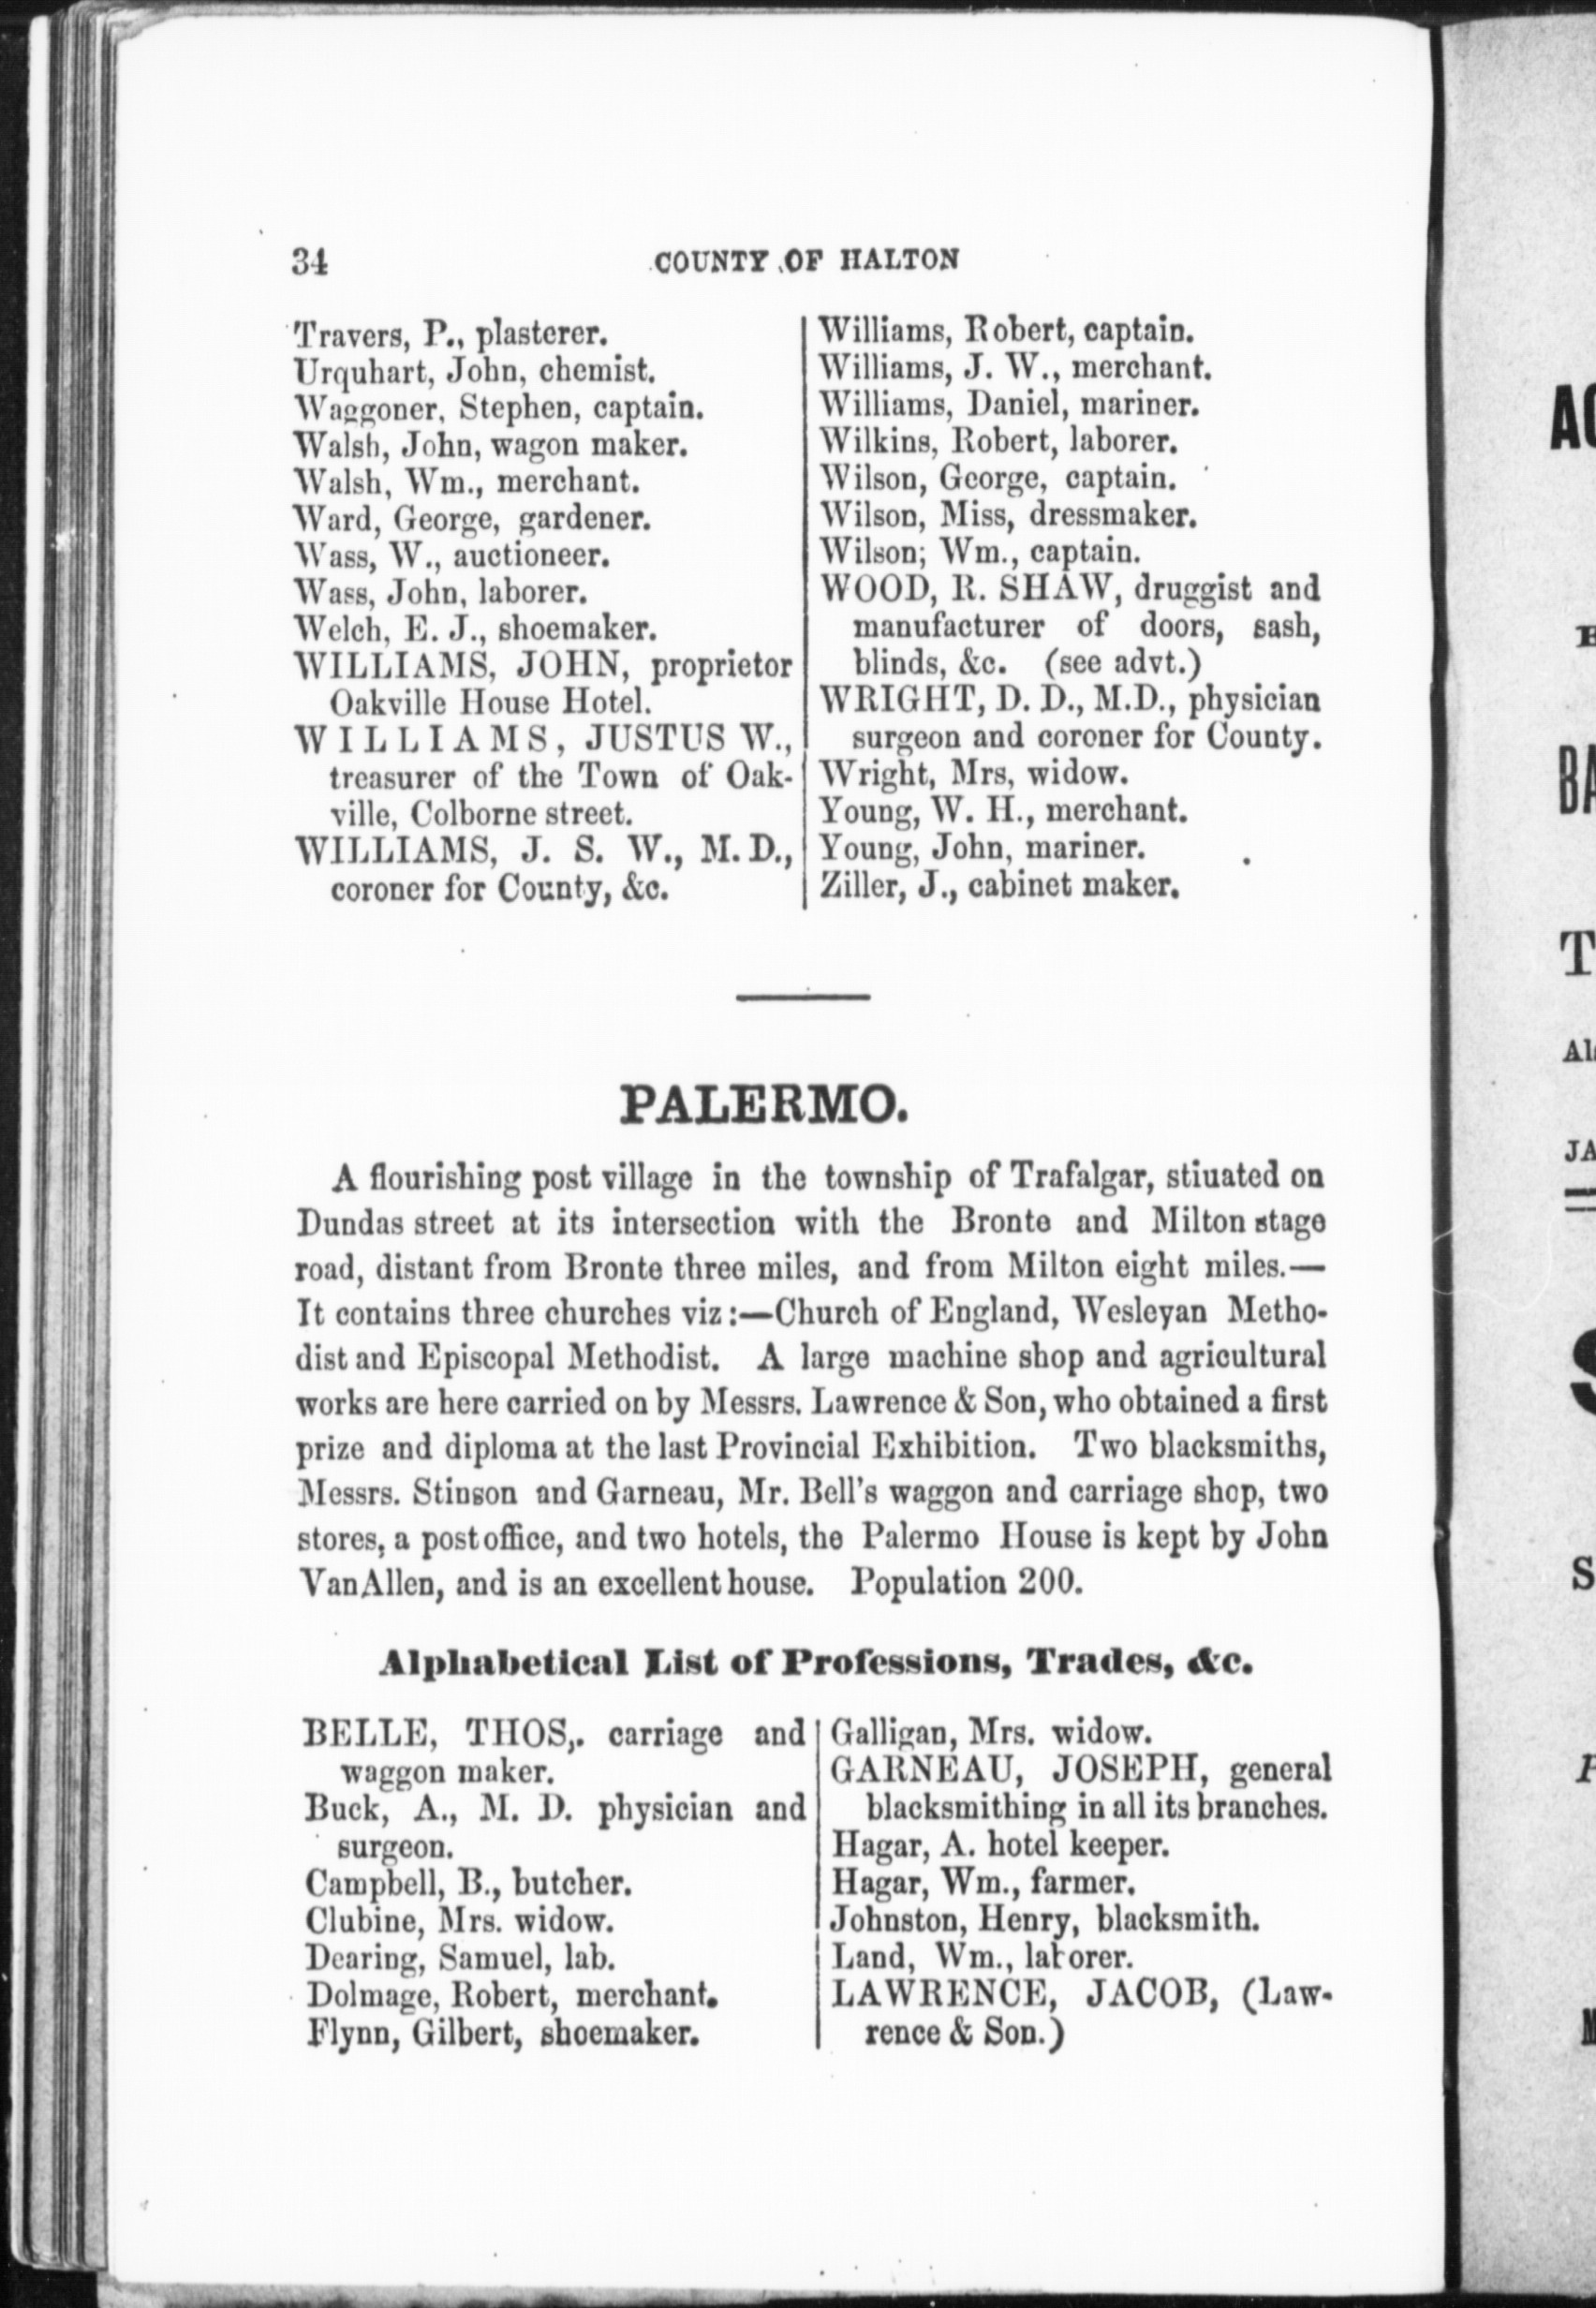 34
COUNTY OF HALTON
Travers, P., plasterer.
Urquhart, John, chemist.
Waggoner, Stephen, captain.
Walsh, John, wagon maker.
Walsh, Wm., merchant.
Ward, George, gardener.
Wass, W., auctioneer.
Wass, John, laborer.
Welch, E. J., shoemaker.
WILLIAMS, JOHN, proprietor
Oakville House Hotel.
WILLIAMS, JUSTUS W.,
treasurer of the Town of Oak-
ville, Colborne street.
WILLIAMS, J. S. W., M. D.,
coroner for County, &c.
Williams, Robert, captain.
Williams, J. W., merchant.
Williams, Daniel, mariner.
Wilkins, Robert, laborer.
Wilson, George, captain.
Wilson, Miss, dressmaker.
Wilson; Wm., captain.
WOOD, R. SHAW, druggist and
manufacturer of doors, sash,
blinds, &c. (see advt.)
WRIGHT, D. D., M.D., physician
surgeon and coroner for County.
Wright, Mrs, widow.
Young, W. H., merchant.
Young, John, mariner.
Ziller, J., cabinet maker.
PALERMO.
A flourishing post village in the township of Trafalgar, stiuated on
Dundas street at its intersection with the Bronte and Milton stage
road, distant from Bronte three miles, and from Milton eight miles.—
It contains three churches viz:—Church of England, Wesleyan Metho-
dist and Episcopal Methodist. A large machine shop and agricultural
works are here carried on by Messrs. Lawrence & Son, who obtained a first
prize and diploma at the last Provincial Exhibition. Two blacksmiths,
Messrs. Stinson and Garneau, Mr. Bell's waggon and carriage shop, two
stores, a post office, and two hotels, the Palermo House is kept by John
VanAllen, and is an excellent house. Population 200.
Alphabetical List of Professions, Trades, &c.
BELLE, THOS,. carriage and
waggon maker.
Buck, A., M. D. physician and
surgeon.
Campbell, B., butcher.
Clubine, Mrs. widow.
Dearing, Samuel, lab.
Dolmage, Robert, merchant.
Flynn, Gilbert, shoemaker.
Galligan, Mrs. widow.
GARNEAU, JOSEPH, general
blacksmithing in all its branches.
Hagar, A. hotel keeper.
Hagar, Wm., farmer.
Johnston, Henry, blacksmith.
Land, Wm., laborer.
LAWRENCE, JACOB, (Law-
rence & Son.)